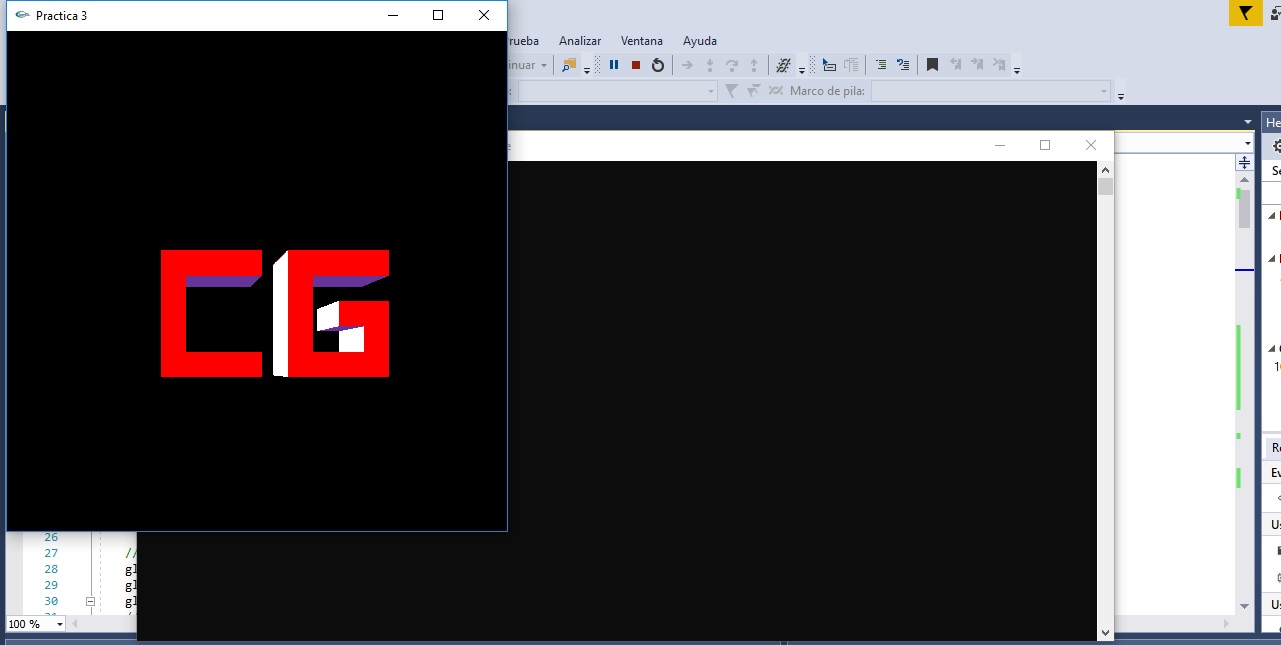 Practica 3
rueba Analizar Ventana Ayuda
inuar
Marco de pila:
He
Se
CG
Re
Ev
Us
Us
26
27 //
28 gl
29 gl
30 gl
100 %